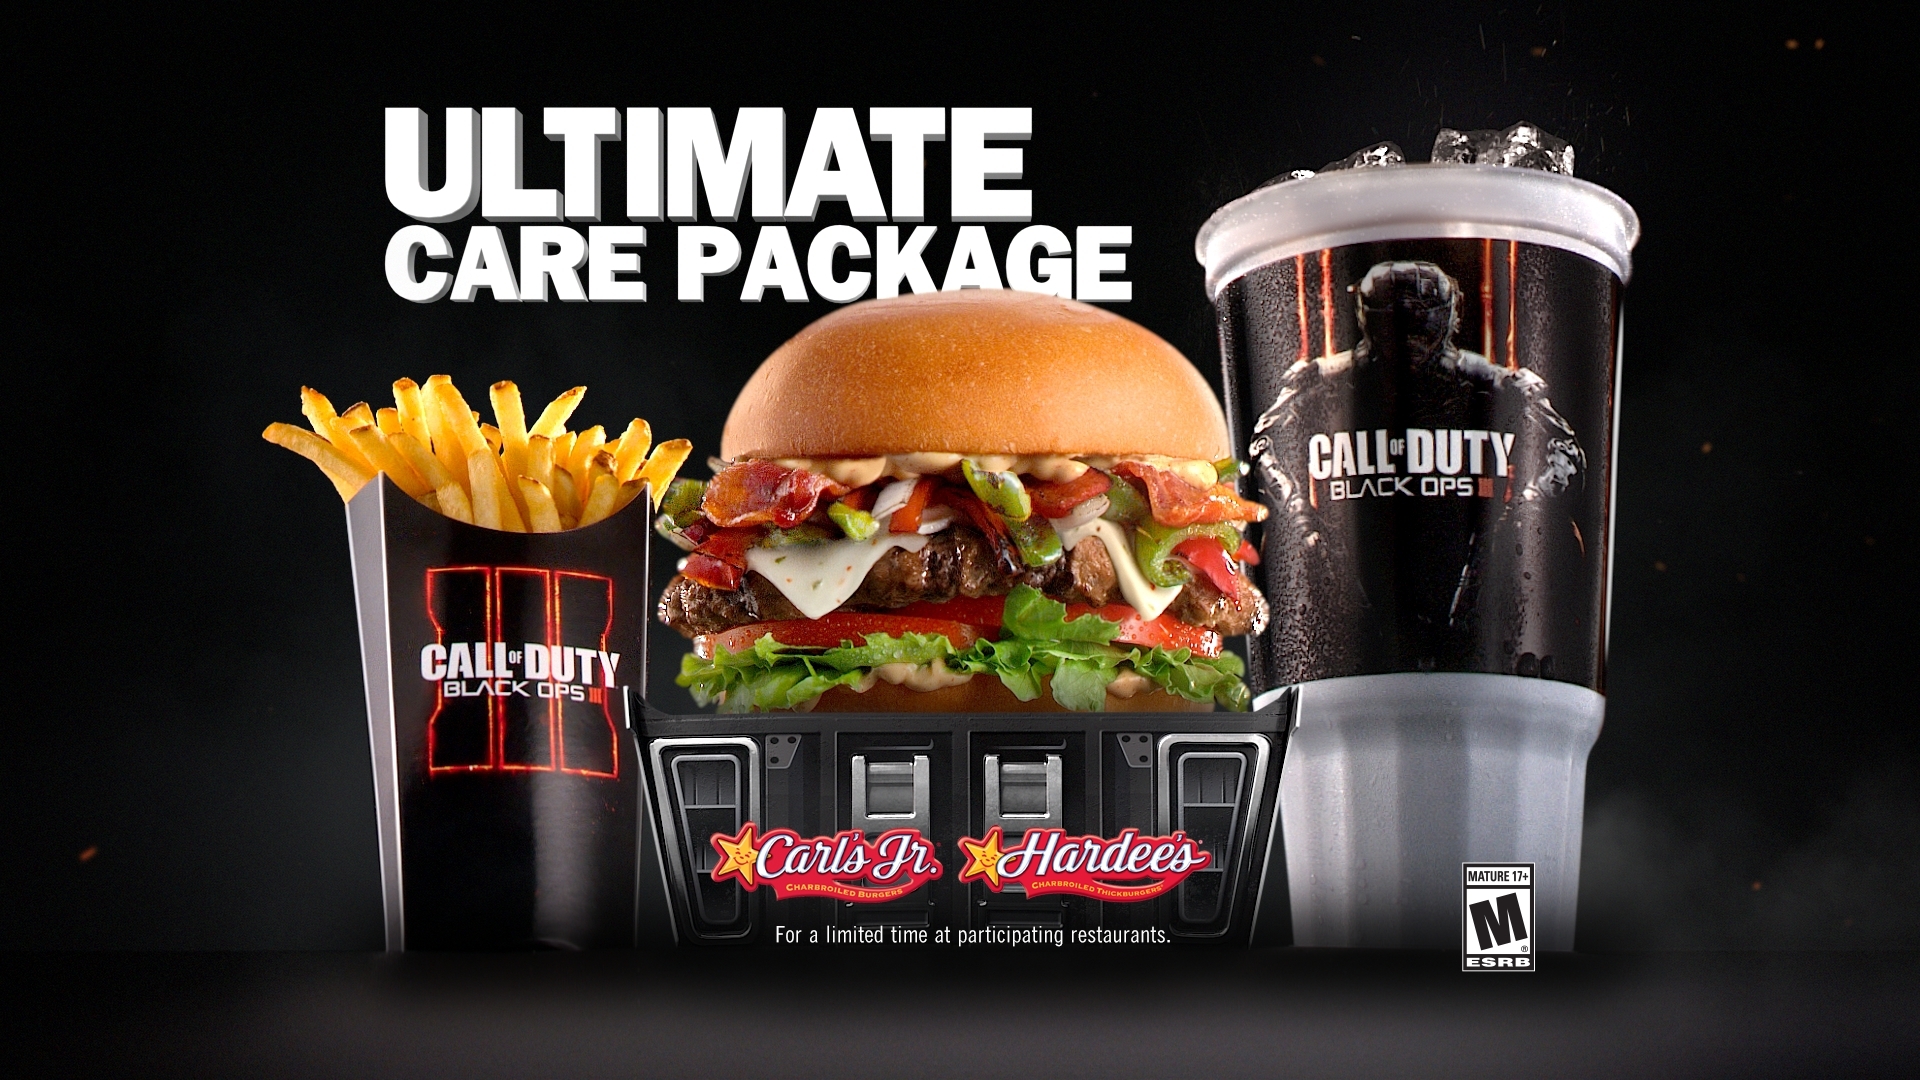 ULTIMATE
CARE PACKAGE
CALL OF DUTY
BLACK OPS III
CALL OF DUTY
BLACK OPS III
Carl's Jr.
CHARBROILED BURGERS
Hardee's
CHARBROILED THICKBURGERS
For a limited time at participating restaurants.
MATURE 17+
M
ESRB